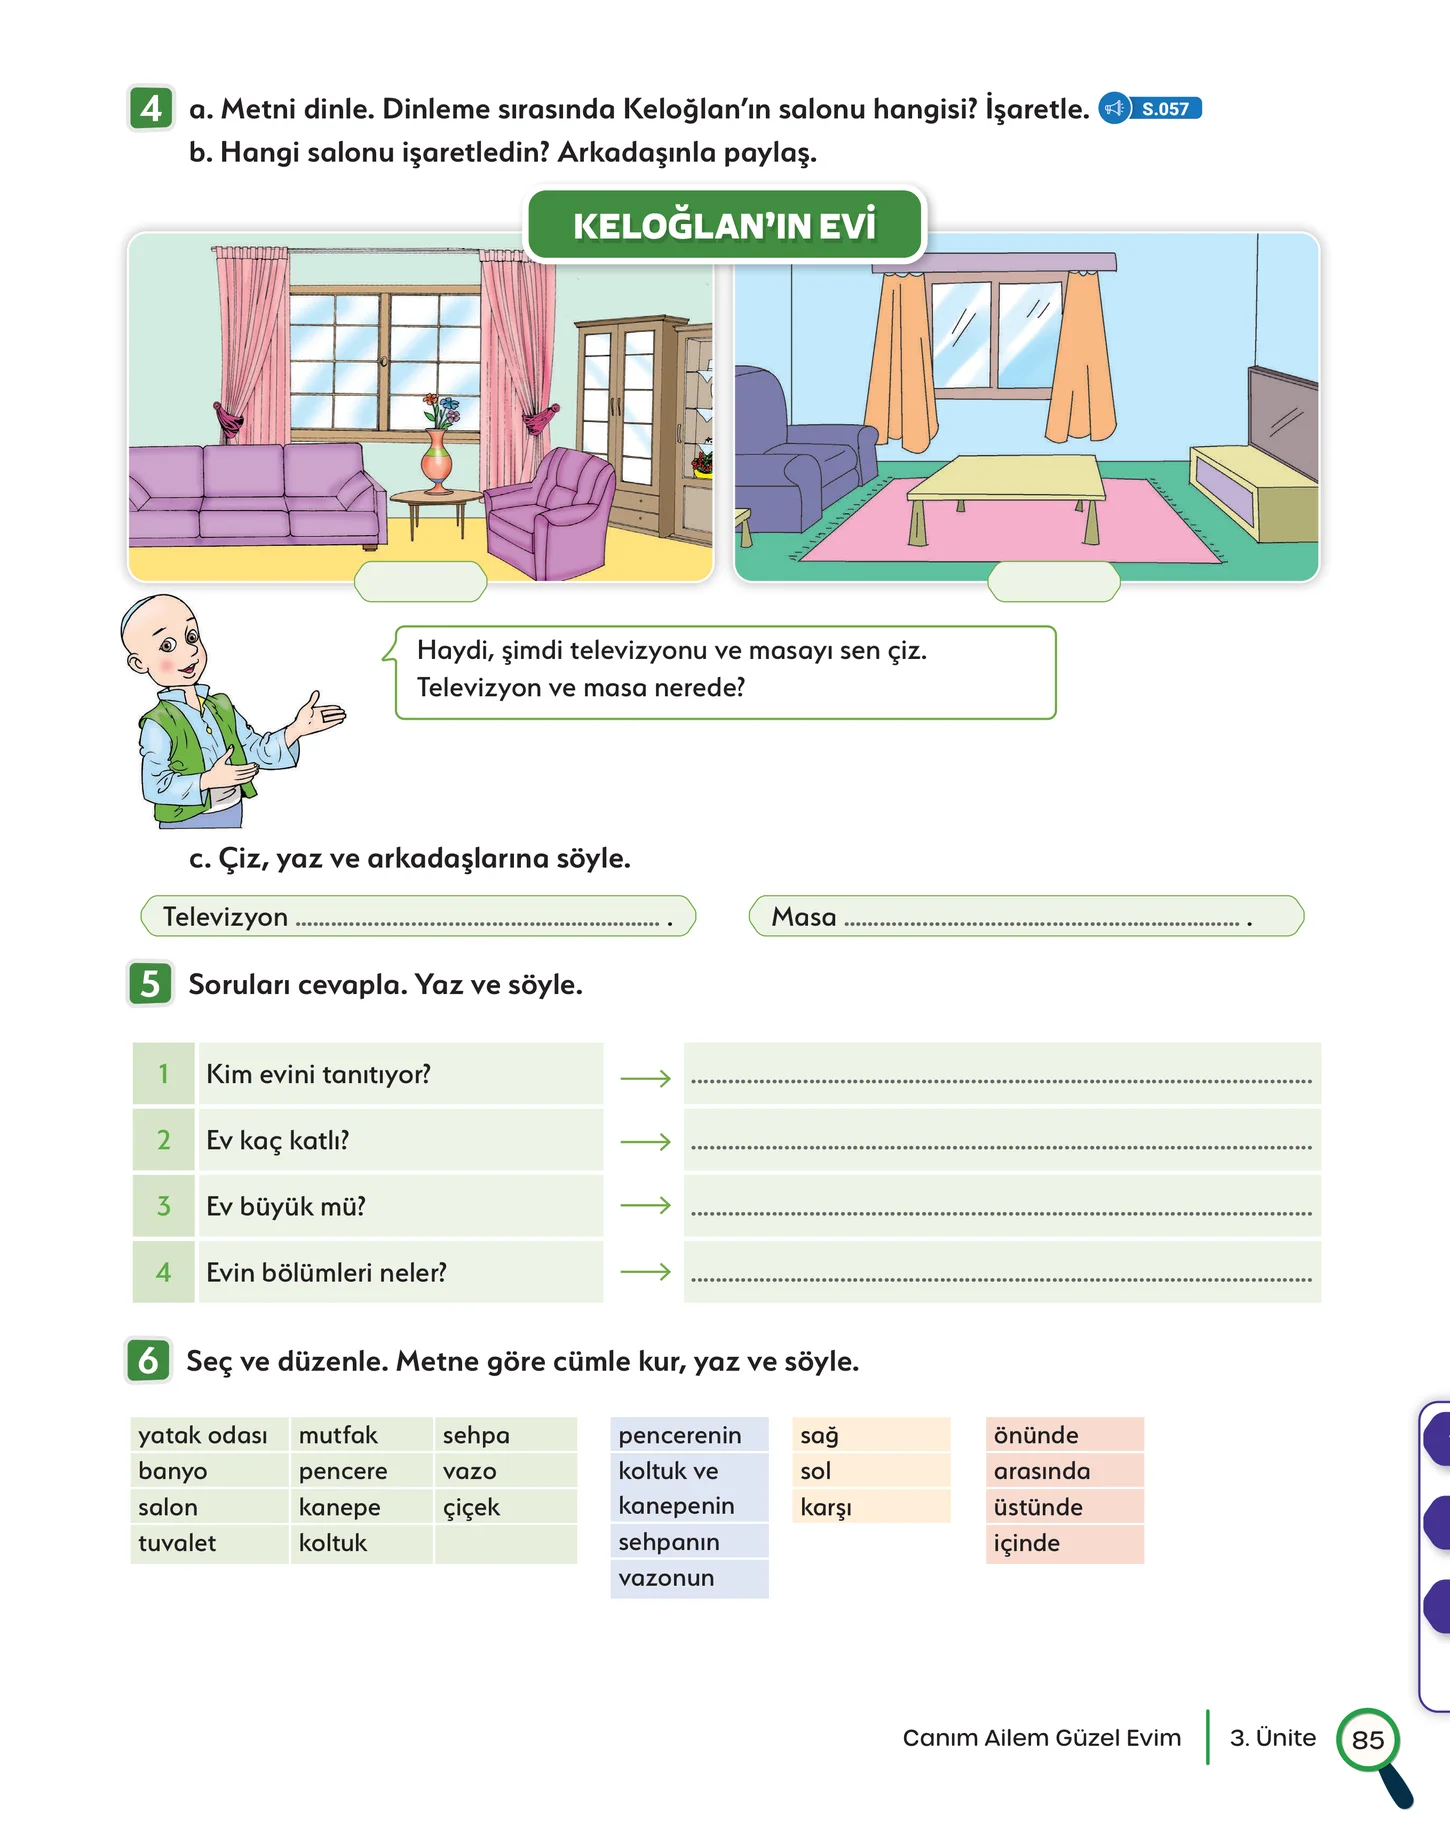 4
a. Metni dinle. Dinleme sırasında Keloğlan’ın salonu hangisi? İşaretle.
S.057
b. Hangi salonu işaretledin? Arkadaşınla paylaş.
KELOĞLAN’IN EVİ
Haydi, şimdi televizyonu ve masayı sen çiz.
Televizyon ve masa nerede?
c. Çiz, yaz ve arkadaşlarına söyle.
Televizyon .............................................................. .
Masa .................................................................... .
5
Soruları cevapla. Yaz ve söyle.
1 Kim evini tanıtıyor?
2 Ev kaç katlı?
3 Ev büyük mü?
4 Evin bölümleri neler?
6
Seç ve düzenle. Metne göre cümle kur, yaz ve söyle.
yatak odası mutfak sehpa
banyo pencere vazo
salon kanepe çiçek
tuvalet koltuk
pencerenin
koltuk ve
kanepenin
sehpanın
vazonun
sağ
sol
karşı
önünde
arasında
üstünde
içinde
Canım Ailem Güzel Evim
3. Ünite
85